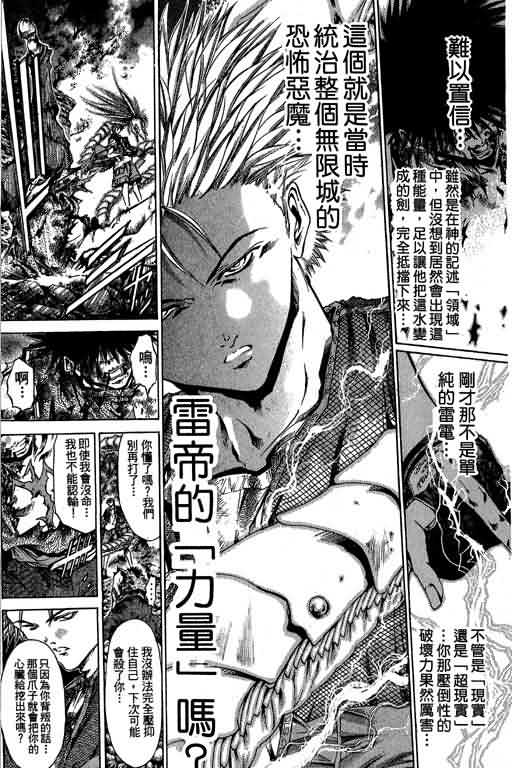 難以置信…
雖然是在神的記述「領域」
中，但沒想到居然會出現這
種能量，足以讓他把這水變
成的劍，完全抵擋下來…
剛才那不是單
純的雷電…
不管是「現實」
還是「超現實」
…你那壓倒性的
破壞力果然厲害…
這個就是當時
統治整個無限城的
恐怖惡魔…
雷帝的「力量」嗎？
嗚…
你懂了嗎？我們
別再打了…
即使我會沒命…
我也不能認輸！
我沒辦法完全壓抑
住自己，下次可能
會殺了你…
只因為你背叛的話…
那個爪子就會把你的
心臟給挖出來嗎？